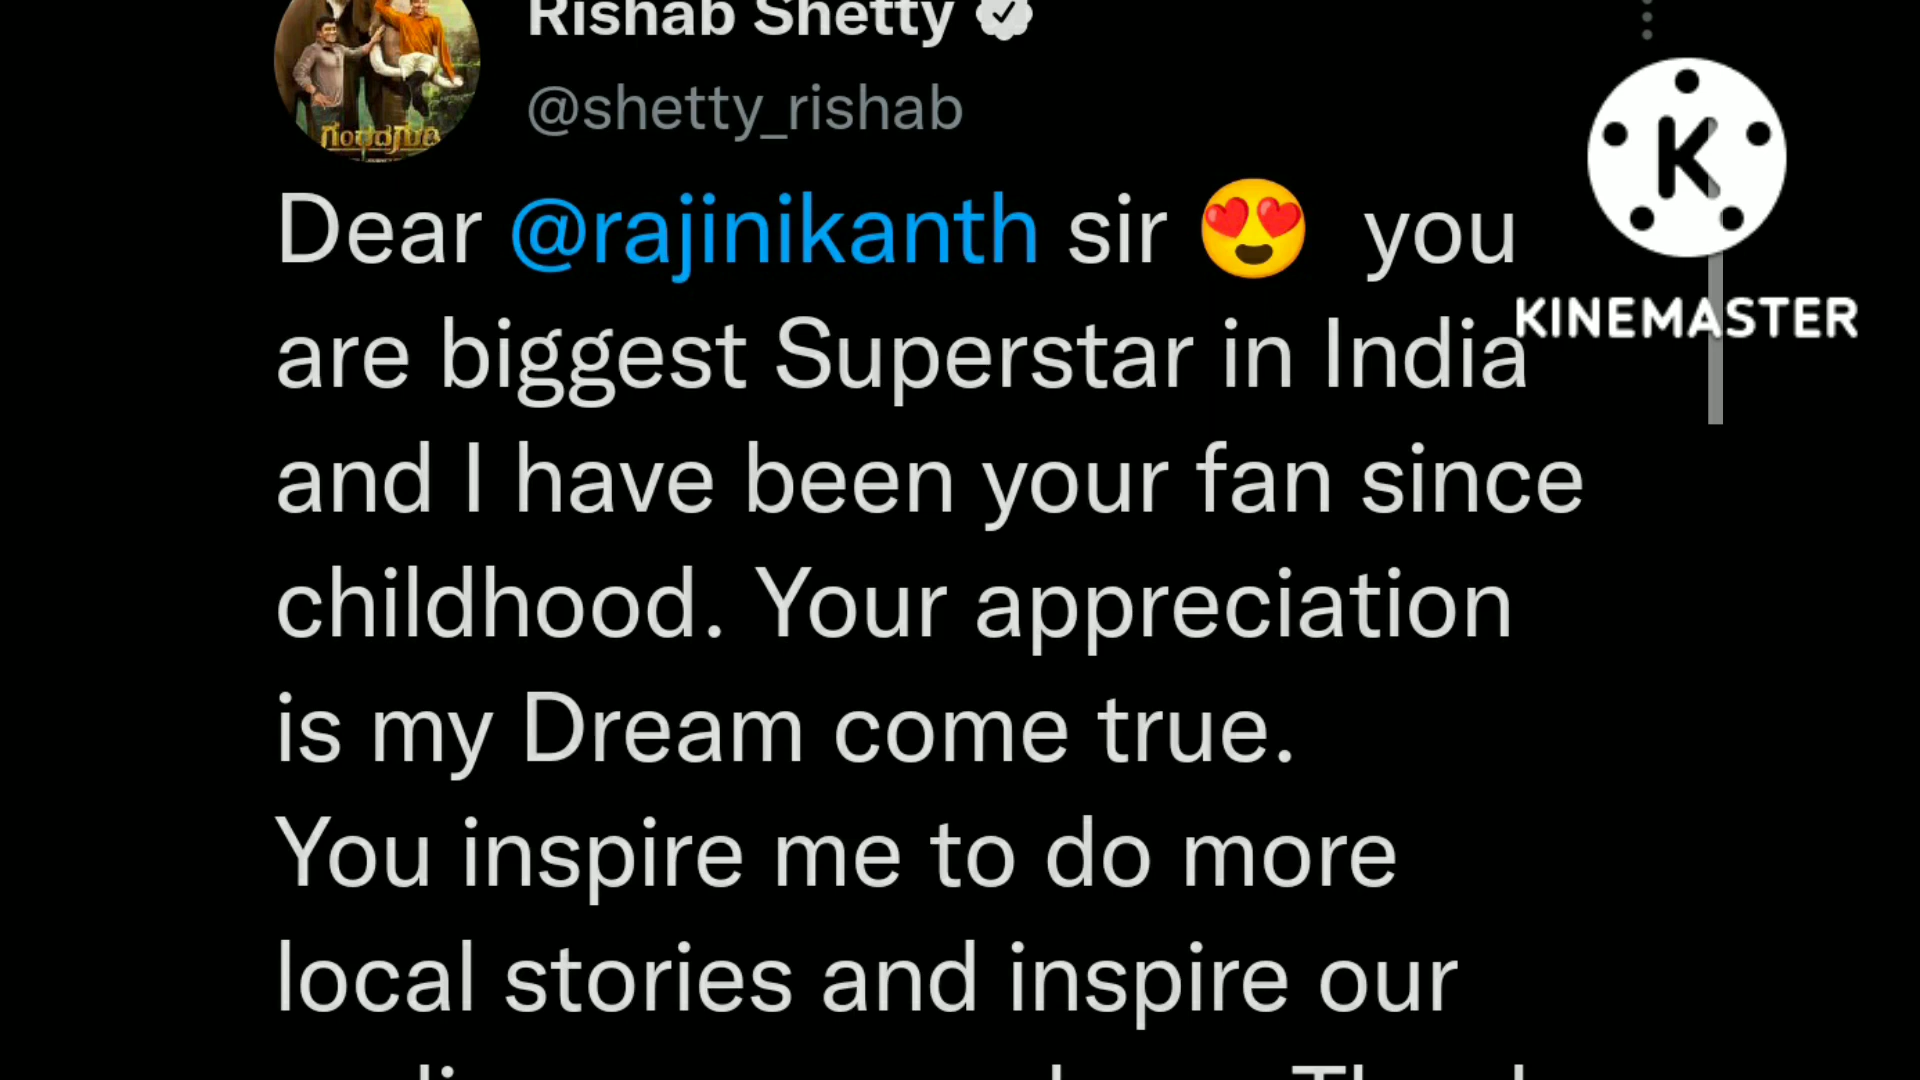 Rishab Shetty
ಗಂಧದಗುಡಿ
@shetty_rishab
Dear @rajinikanth sir 😍 you
are biggest Superstar in India
and I have been your fan since
childhood. Your appreciation
is my Dream come true.
You inspire me to do more
local stories and inspire our
K
KINEMASTER